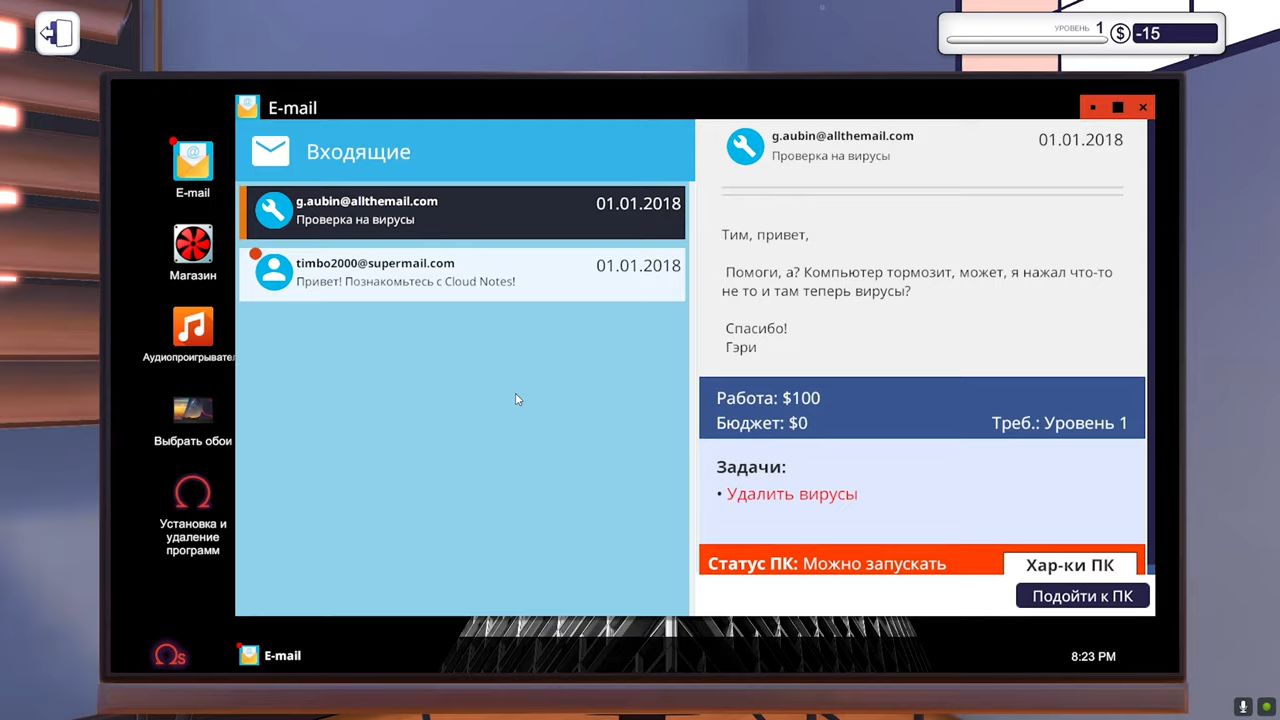 УРОВЕНЬ 1 $ -15
E-mail
Входящие
g.aubin@allthemail.com 01.01.2018
Проверка на вирусы
timbo2000@supermail.com 01.01.2018
Привет! Познакомьтесь с Cloud Notes!
g.aubin@allthemail.com 01.01.2018
Проверка на вирусы
Тим, привет,
Помоги, а? Компьютер тормозит, может, я нажал что-то
не то и там теперь вирусы?
Спасибо!
Гэри
Работа: $100
Бюджет: $0 Треб.: Уровень 1
Задачи:
• Удалить вирусы
Статус ПК: Можно запускать Хар-ки ПК
Подойти к ПК
E-mail
Магазин
Аудиопроигрывател
Выбрать обои
Установка и
удаление
программ
Ωs E-mail 8:23 PM